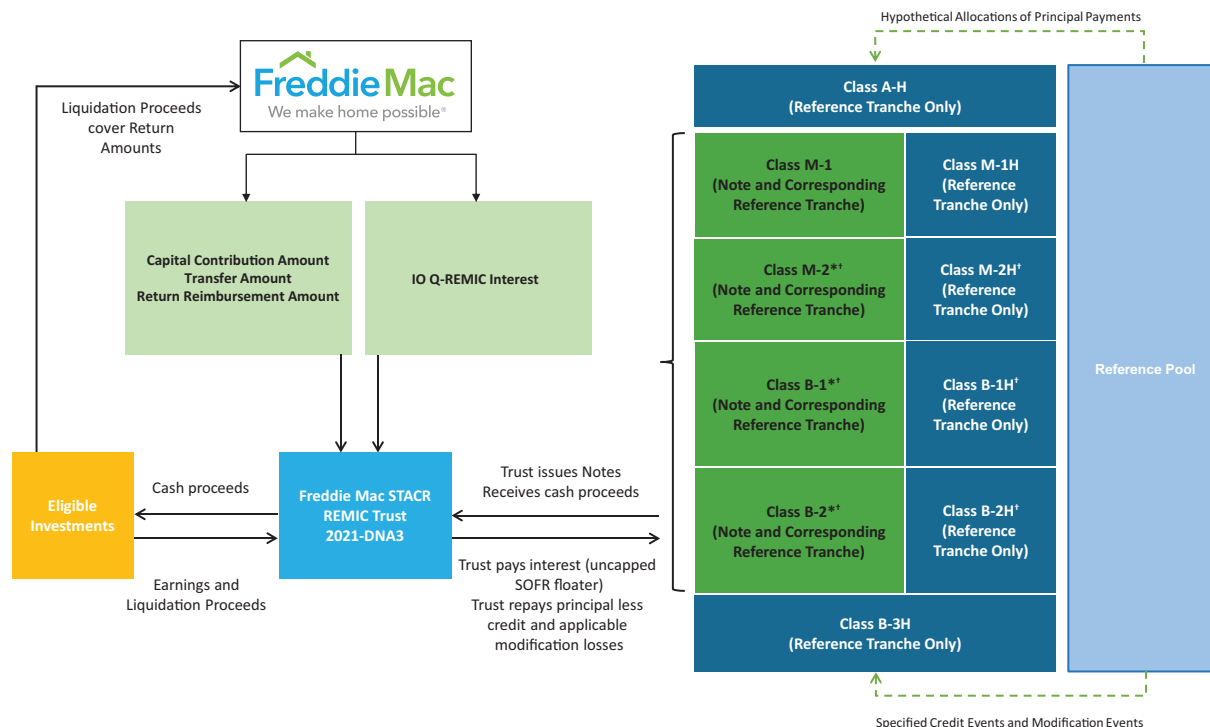 Hypothetical Allocations of Principal Payments
FreddieMac
We make home possible®
Liquidation Proceeds
cover Return
Amounts
Capital Contribution Amount
Transfer Amount
Return Reimbursement Amount
IO Q-REMIC Interest
Eligible
Investments
Cash proceeds
Earnings and
Liquidation Proceeds
Freddie Mac STACR
REMIC Trust
2021-DNA3
Trust issues Notes
Receives cash proceeds
Trust pays interest (uncapped
SOFR floater)
Trust repays principal less
credit and applicable
modification losses
Class A-H
(Reference Tranche Only)
Class M-1
(Note and Corresponding
Reference Tranche)
Class M-1H
(Reference
Tranche Only)
Class M-2*†
(Note and Corresponding
Reference Tranche)
Class M-2H†
(Reference
Tranche Only)
Class B-1*†
(Note and Corresponding
Reference Tranche)
Class B-1H†
(Reference
Tranche Only)
Class B-2*†
(Note and Corresponding
Reference Tranche)
Class B-2H†
(Reference
Tranche Only)
Class B-3H
(Reference Tranche Only)
Reference Pool
Specified Credit Events and Modification Events